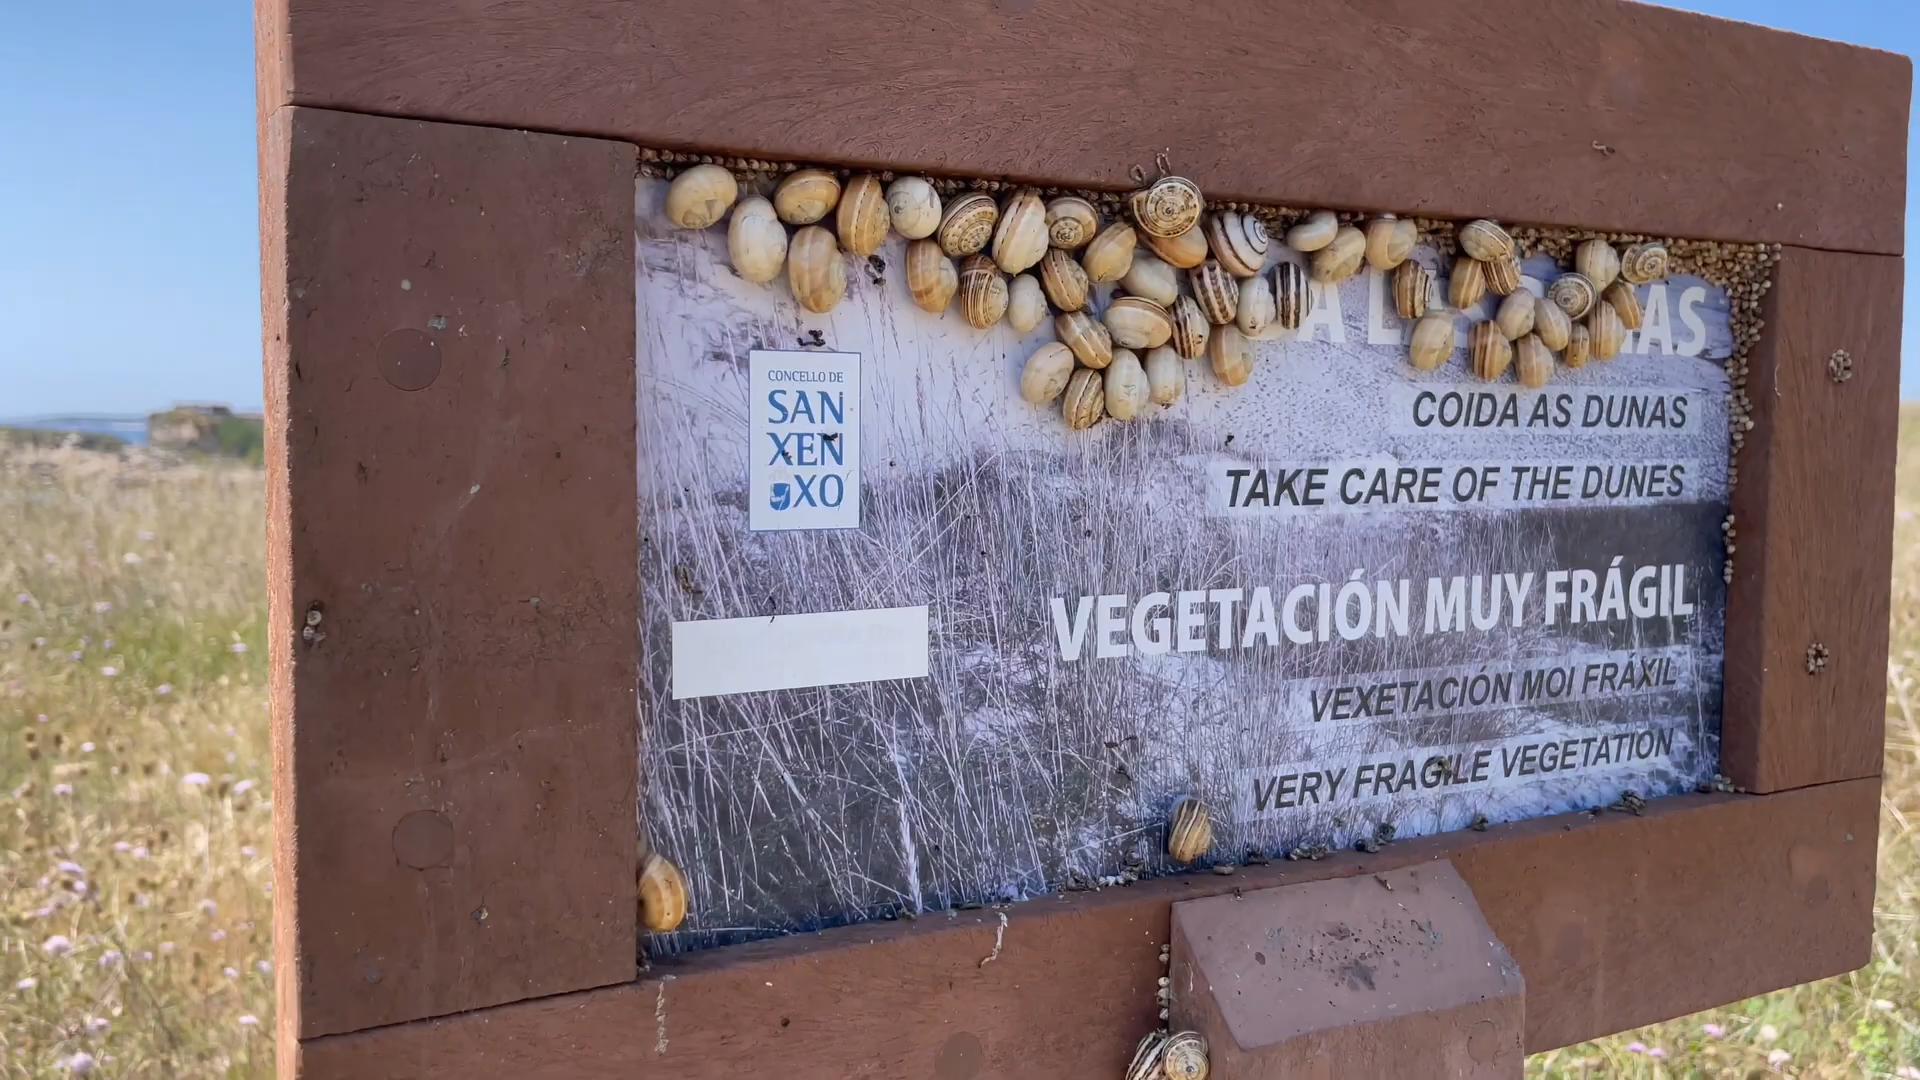 CONCELLO DE
SAN
XEN
XO
COIDA AS DUNAS
TAKE CARE OF THE DUNES
VEGETACIÓN MUY FRÁGIL
VEXETACIÓN MOI FRÁXIL
VERY FRAGILE VEGETATION